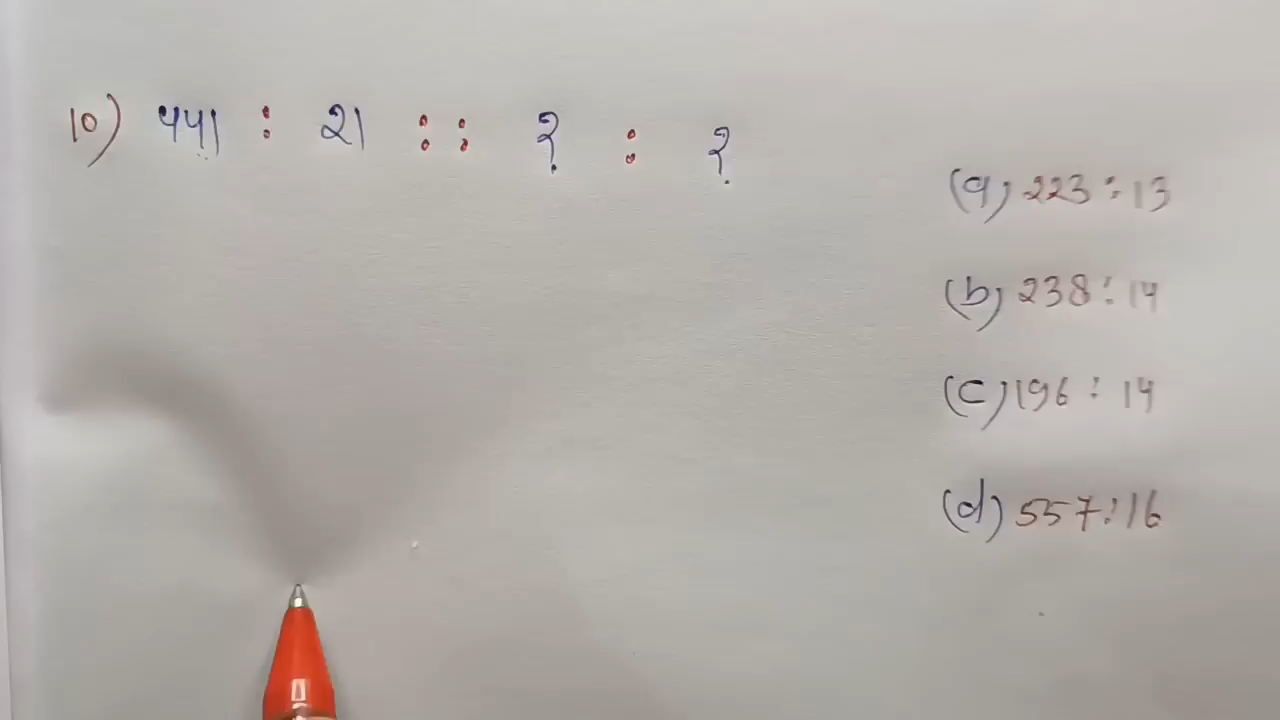 10) 441 : 21 :: ? : ?
(a) 223 : 13
(b) 238 : 14
(c) 196 : 14
(d) 557 : 16